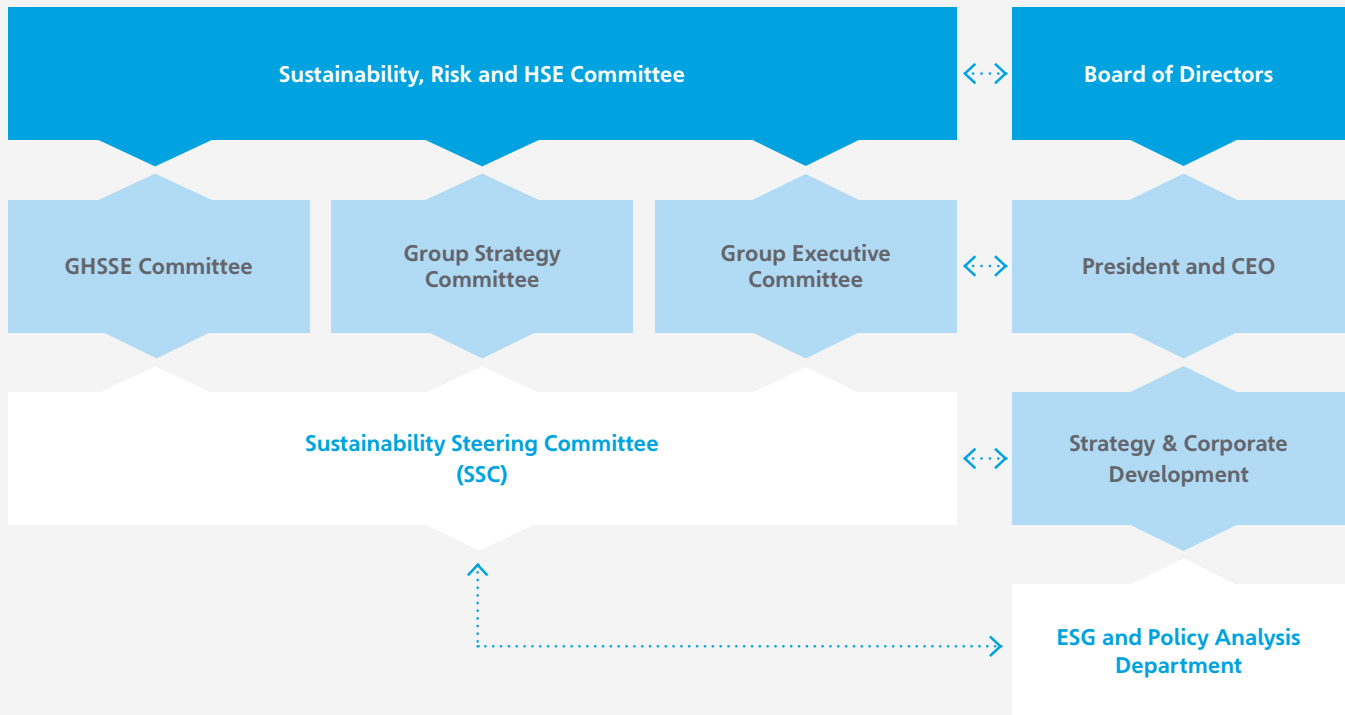 Sustainability, Risk and HSE Committee
Board of Directors
GHSSE Committee
Group Strategy
Committee
Group Executive
Committee
President and CEO
Sustainability Steering Committee
(SSC)
Strategy & Corporate
Development
ESG and Policy Analysis
Department